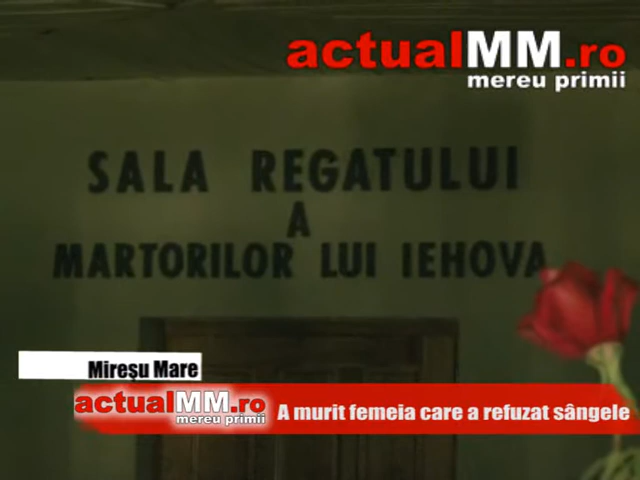 actualMM.ro
mereu primii
SALA REGATULUI
A
MARTORILOR LUI IEHOVA
Mireşu Mare
actualMM.ro
mereu primii
A murit femeia care a refuzat sângele